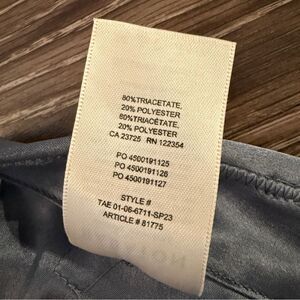 80%TRIACETATE,
20% POLYESTER
80%TRIACÉTATE,
20% POLYESTER
CA 23725 RN 122354
PO 4500191125
PO 4500191126
PO 4500191127
STYLE #
TAE 01-06-6711-SP23
ARTICLE # 81775